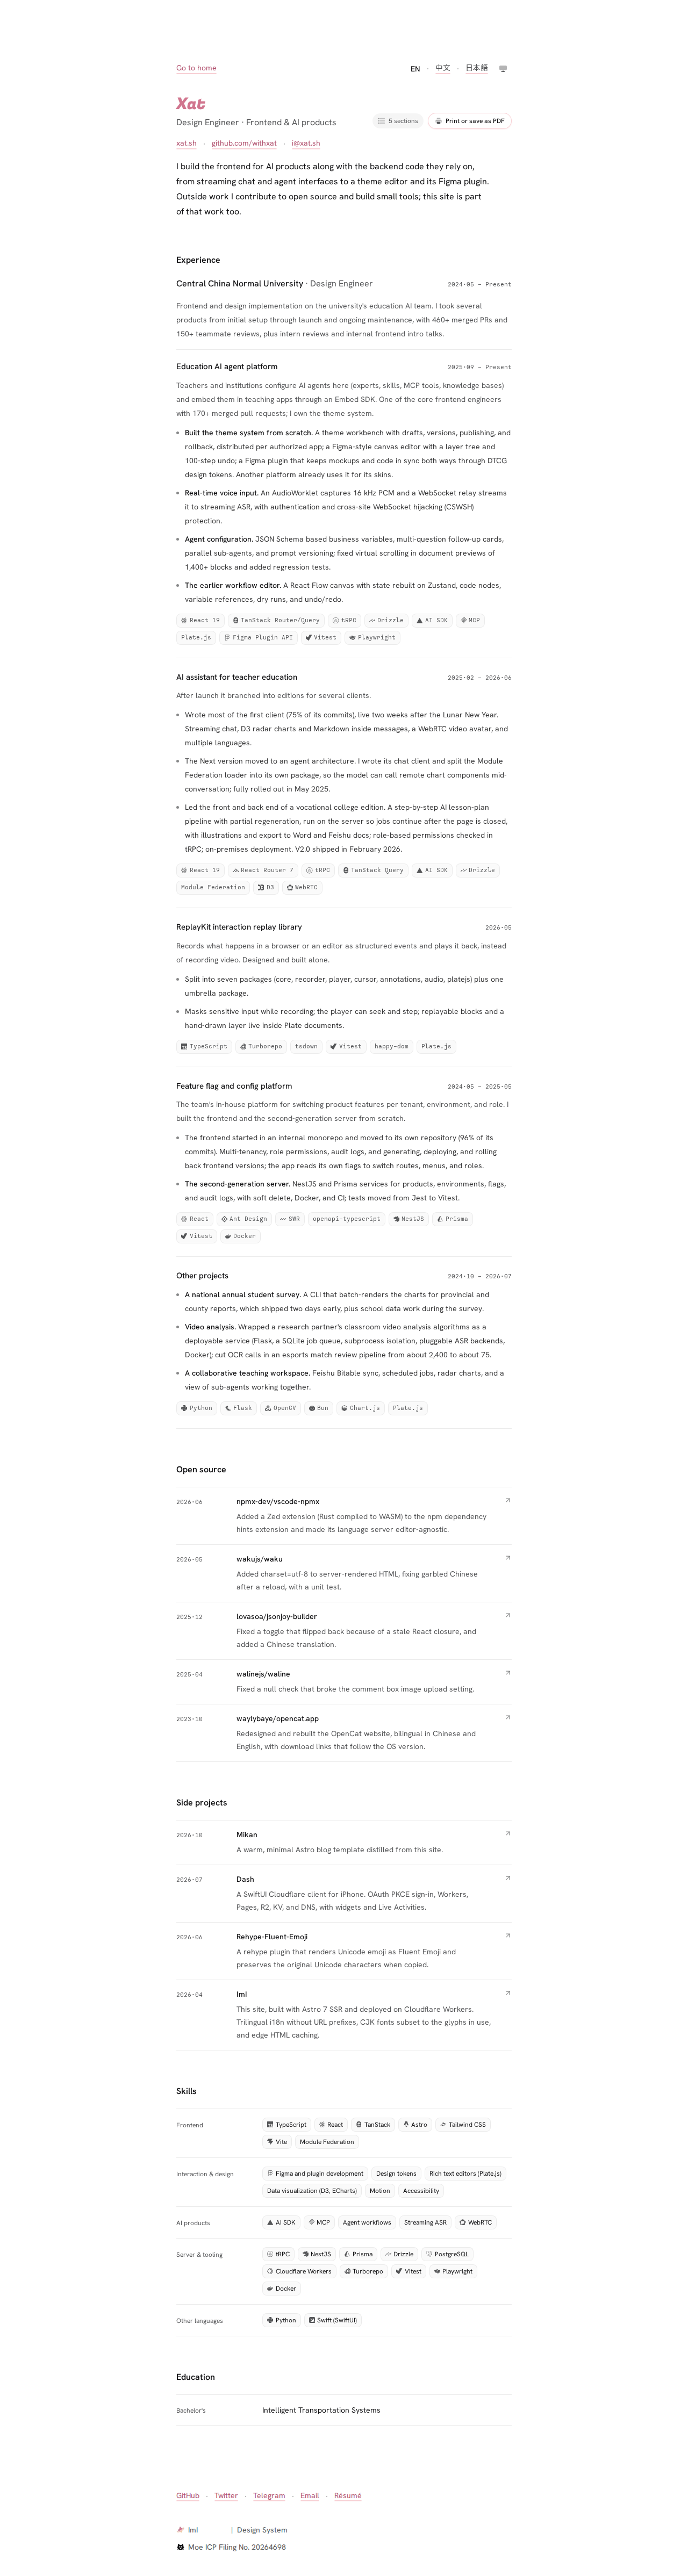 Go to home
EN · 中文 · 日本語
Xat
Design Engineer · Frontend & AI products
5 sections
Print or save as PDF
xat.sh · github.com/withxat · i@xat.sh
I build the frontend for AI products along with the backend code they rely on,
from streaming chat and agent interfaces to a theme editor and its Figma plugin.
Outside work I contribute to open source and build small tools; this site is part
of that work too.
Experience
Central China Normal University · Design Engineer
2024-05 – Present
Frontend and design implementation on the university's education AI team. I took several
products from initial setup through launch and ongoing maintenance, with 460+ merged PRs and
150+ teammate reviews, plus intern reviews and internal frontend intro talks.
Education AI agent platform
2025-09 – Present
Teachers and institutions configure AI agents here (experts, skills, MCP tools, knowledge bases)
and embed them in teaching apps through an Embed SDK. One of the core frontend engineers
with 170+ merged pull requests; I own the theme system.
Built the theme system from scratch. A theme workbench with drafts, versions, publishing, and
rollback, distributed per authorized app; a Figma-style canvas editor with a layer tree and
100-step undo; a Figma plugin that keeps mockups and code in sync both ways through DTCG
design tokens. Another platform already uses it for its skins.
Real-time voice input. An AudioWorklet captures 16 kHz PCM and a WebSocket relay streams
it to streaming ASR, with authentication and cross-site WebSocket hijacking (CSWSH)
protection.
Agent configuration. JSON Schema based business variables, multi-question follow-up cards,
parallel sub-agents, and prompt versioning; fixed virtual scrolling in document previews of
1,400+ blocks and added regression tests.
The earlier workflow editor. A React Flow canvas with state rebuilt on Zustand, code nodes,
variable references, dry runs, and undo/redo.
React 19 TanStack Router/Query tRPC Drizzle AI SDK MCP
Plate.js Figma Plugin API Vitest Playwright
AI assistant for teacher education
2025-02 – 2026-06
After launch it branched into editions for several clients.
Wrote most of the first client (75% of its commits), live two weeks after the Lunar New Year.
Streaming chat, D3 radar charts and Markdown inside messages, a WebRTC video avatar, and
multiple languages.
The Next version moved to an agent architecture. I wrote its chat client and split the Module
Federation loader into its own package, so the model can call remote chart components mid-
conversation; fully rolled out in May 2025.
Led the front and back end of a vocational college edition. A step-by-step AI lesson-plan
pipeline with partial regeneration, run on the server so jobs continue after the page is closed,
with illustrations and export to Word and Feishu docs; role-based permissions checked in
tRPC; on-premises deployment. V2.0 shipped in February 2026.
React 19 React Router 7 tRPC TanStack Query AI SDK Drizzle
Module Federation D3 WebRTC
ReplayKit interaction replay library
2026-05
Records what happens in a browser or an editor as structured events and plays it back, instead
of recording video. Designed and built alone.
Split into seven packages (core, recorder, player, cursor, annotations, audio, platejs) plus one
umbrella package.
Masks sensitive input while recording; the player can seek and step; replayable blocks and a
hand-drawn layer live inside Plate documents.
TypeScript Turborepo tsdown Vitest happy-dom Plate.js
Feature flag and config platform
2024-05 – 2025-05
The team's in-house platform for switching product features per tenant, environment, and role. I
built the frontend and the second-generation server from scratch.
The frontend started in an internal monorepo and moved to its own repository (96% of its
commits). Multi-tenancy, role permissions, audit logs, and generating, deploying, and rolling
back frontend versions; the app reads its own flags to switch routes, menus, and roles.
The second-generation server. NestJS and Prisma services for products, environments, flags,
and audit logs, with soft delete, Docker, and CI; tests moved from Jest to Vitest.
React Ant Design SWR openapi-typescript NestJS Prisma
Vitest Docker
Other projects
2024-10 – 2026-07
A national annual student survey. A CLI that batch-renders the charts for provincial and
county reports, which shipped two days early, plus school data work during the survey.
Video analysis. Wrapped a research partner's classroom video analysis algorithms as a
deployable service (Flask, a SQLite job queue, subprocess isolation, pluggable ASR backends,
Docker); cut OCR calls in an esports match review pipeline from about 2,400 to about 75.
A collaborative teaching workspace. Feishu Bitable sync, scheduled jobs, radar charts, and a
view of sub-agents working together.
Python Flask OpenCV Bun Chart.js Plate.js
Open source
2026-06
npmx-dev/vscode-npmx
Added a Zed extension (Rust compiled to WASM) to the npm dependency
hints extension and made its language server editor-agnostic.
2026-05
wakujs/waku
Added charset=utf-8 to server-rendered HTML, fixing garbled Chinese
after a reload, with a unit test.
2025-12
lovasoa/jsonjoy-builder
Fixed a toggle that flipped back because of a stale React closure, and
added a Chinese translation.
2025-04
walinejs/waline
Fixed a null check that broke the comment box image upload setting.
2023-10
waylybaye/opencat.app
Redesigned and rebuilt the OpenCat website, bilingual in Chinese and
English, with download links that follow the OS version.
Side projects
2026-10
Mikan
A warm, minimal Astro blog template distilled from this site.
2026-07
Dash
A SwiftUI Cloudflare client for iPhone. OAuth PKCE sign-in, Workers,
Pages, R2, KV, and DNS, with widgets and Live Activities.
2026-06
Rehype-Fluent-Emoji
A rehype plugin that renders Unicode emoji as Fluent Emoji and
preserves the original Unicode characters when copied.
2026-04
ImI
This site, built with Astro 7 SSR and deployed on Cloudflare Workers.
Trilingual i18n without URL prefixes, CJK fonts subset to the glyphs in use,
and edge HTML caching.
Skills
Frontend
TypeScript React TanStack Astro Tailwind CSS
Vite Module Federation
Interaction & design
Figma and plugin development Design tokens Rich text editors (Plate.js)
Data visualization (D3, ECharts) Motion Accessibility
AI products
AI SDK MCP Agent workflows Streaming ASR WebRTC
Server & tooling
tRPC NestJS Prisma Drizzle PostgreSQL
Cloudflare Workers Turborepo Vitest Playwright
Docker
Other languages
Python Swift (SwiftUI)
Education
Bachelor's
Intelligent Transportation Systems
GitHub · Twitter · Telegram · Email · Résumé
ImI | Design System
Moe ICP Filing No. 20264698